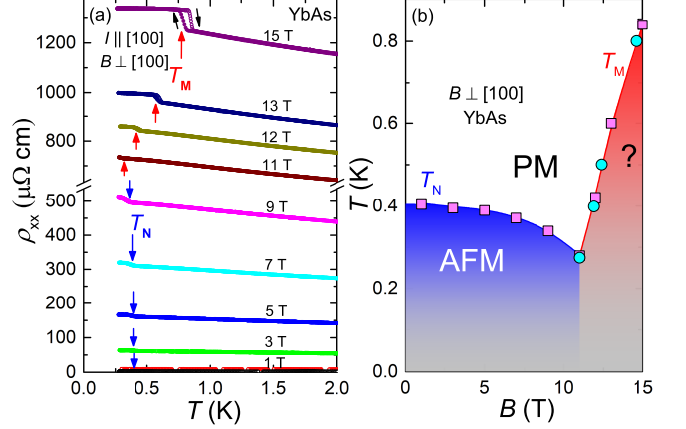 (a)
YbAs
I || [100]
B ⊥ [100]
T_M
15 T
13 T
12 T
11 T
9 T
T_N
7 T
5 T
3 T
1 T
1200
1000
800
500
400
300
200
100
0
ρ_xx (μΩ cm)
0.0 0.5 1.0 1.5 2.0
T (K)
(b)
T_M
B ⊥ [100]
YbAs
PM
?
T_N
AFM
0.8
0.6
0.4
0.2
0.0
T (K)
0 5 10 15
B (T)